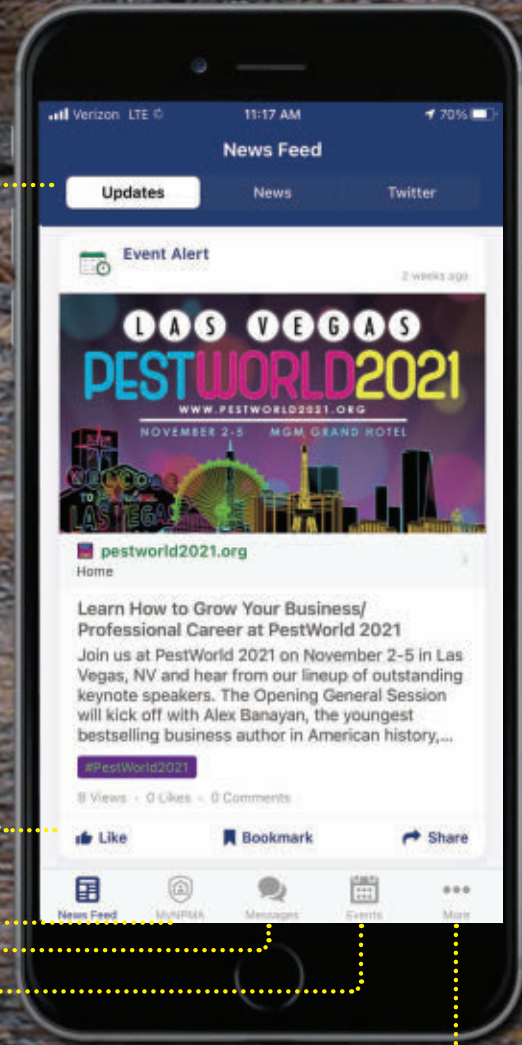 Verizon LTE 11:17 AM 70%
News Feed
Updates News Twitter
Event Alert
2 weeks ago
LAS VEGAS
PESTWORLD2021
WWW.PESTWORLD2021.ORG
NOVEMBER 2-5 MGM GRAND HOTEL
WELCOME
TO fabulous
LAS VEGAS
pestworld2021.org
Home
Learn How to Grow Your Business/
Professional Career at PestWorld 2021
Join us at PestWorld 2021 on November 2-5 in Las
Vegas, NV and hear from our lineup of outstanding
keynote speakers. The Opening General Session
will kick off with Alex Banayan, the youngest
bestselling business author in American history,...
#PestWorld2021
8 Views - 0 Likes - 0 Comments
Like Bookmark Share
News Feed MyNPMA Messages Events More